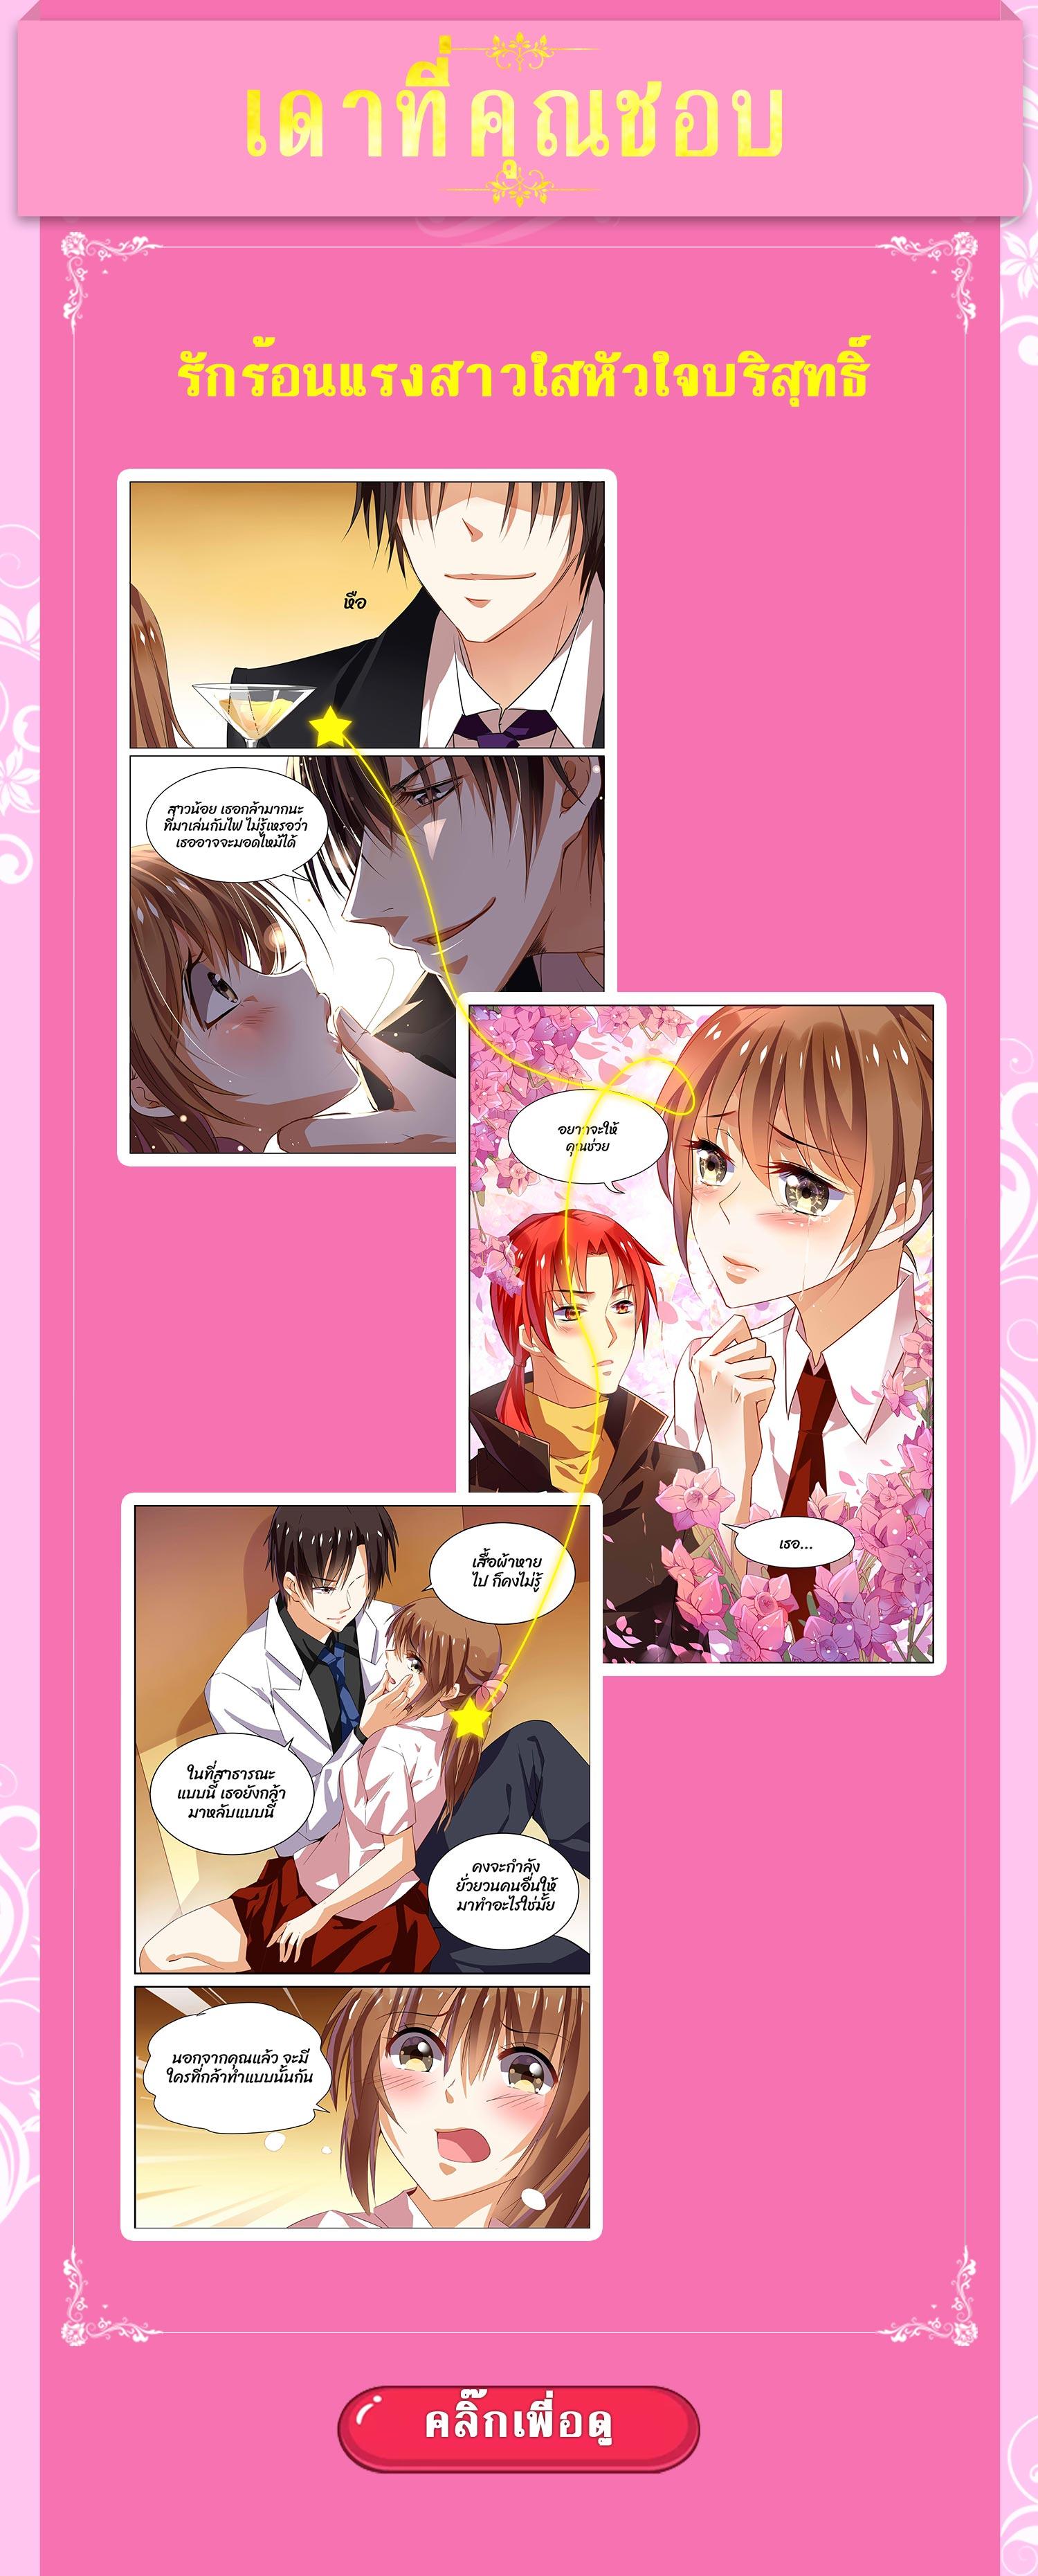 เดาที่คุณชอบ
รักร้อนแรงสาวใสหัวใจบริสุทธิ์
หือ
สาวน้อย เธอกล้ามากนะ
ที่มาเล่นกับไฟ ไม่รู้เหรอว่า
เธออาจจะมอดไหม้ได้
อยากจะให้
คุณช่วย
เธอ...
เสื้อผ้าหาย
ไป ก็คงไม่รู้
ในที่สาธารณะ
แบบนี้ เธอยังกล้า
มาหลับแบบนี้
คงจะกำลัง
ยั่วยวนคนอื่นให้
มาทำอะไรใช่มั้ย
นอกจากคุณแล้ว จะมี
ใครที่กล้าทำแบบนั้นกัน
คลิ๊กเพื่อดู